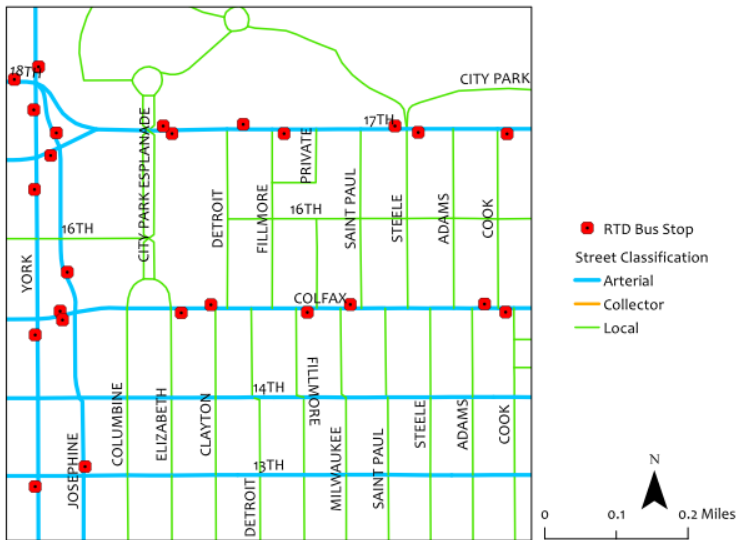 18TH
CITY PARK
17TH
CITY PARK ESPLANADE
PRIVATE
16TH
16TH
DETROIT
FILLMORE
SAINT PAUL
STEELE
ADAMS
COOK
YORK
COLFAX
14TH
COLUMBINE
ELIZABETH
CLAYTON
FILLMORE
MILWAUKEE
SAINT PAUL
STEELE
ADAMS
COOK
JOSEPHINE
13TH
DETROIT
RTD Bus Stop
Street Classification
Arterial
Collector
Local
N
0 0.1 0.2 Miles